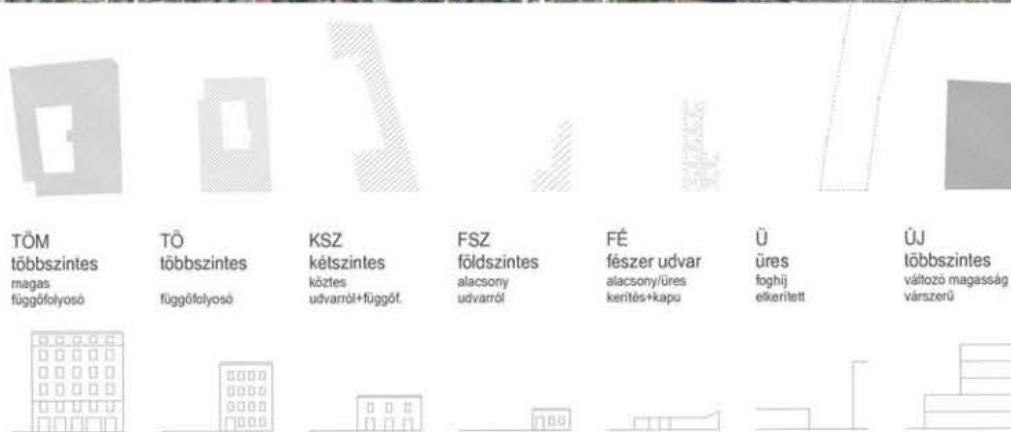 TÖM
többszintes
magas
függőfolyosó
TÖ
többszintes
függőfolyosó
KSZ
kétszintes
köztes
udvarról+függőf.
FSZ
földszintes
alacsony
udvarról
FÉ
fészer udvar
alacsony/üres
kerítés+kapu
Ü
üres
foghíj
elkerített
ÚJ
többszintes
változó magasság
várszerű